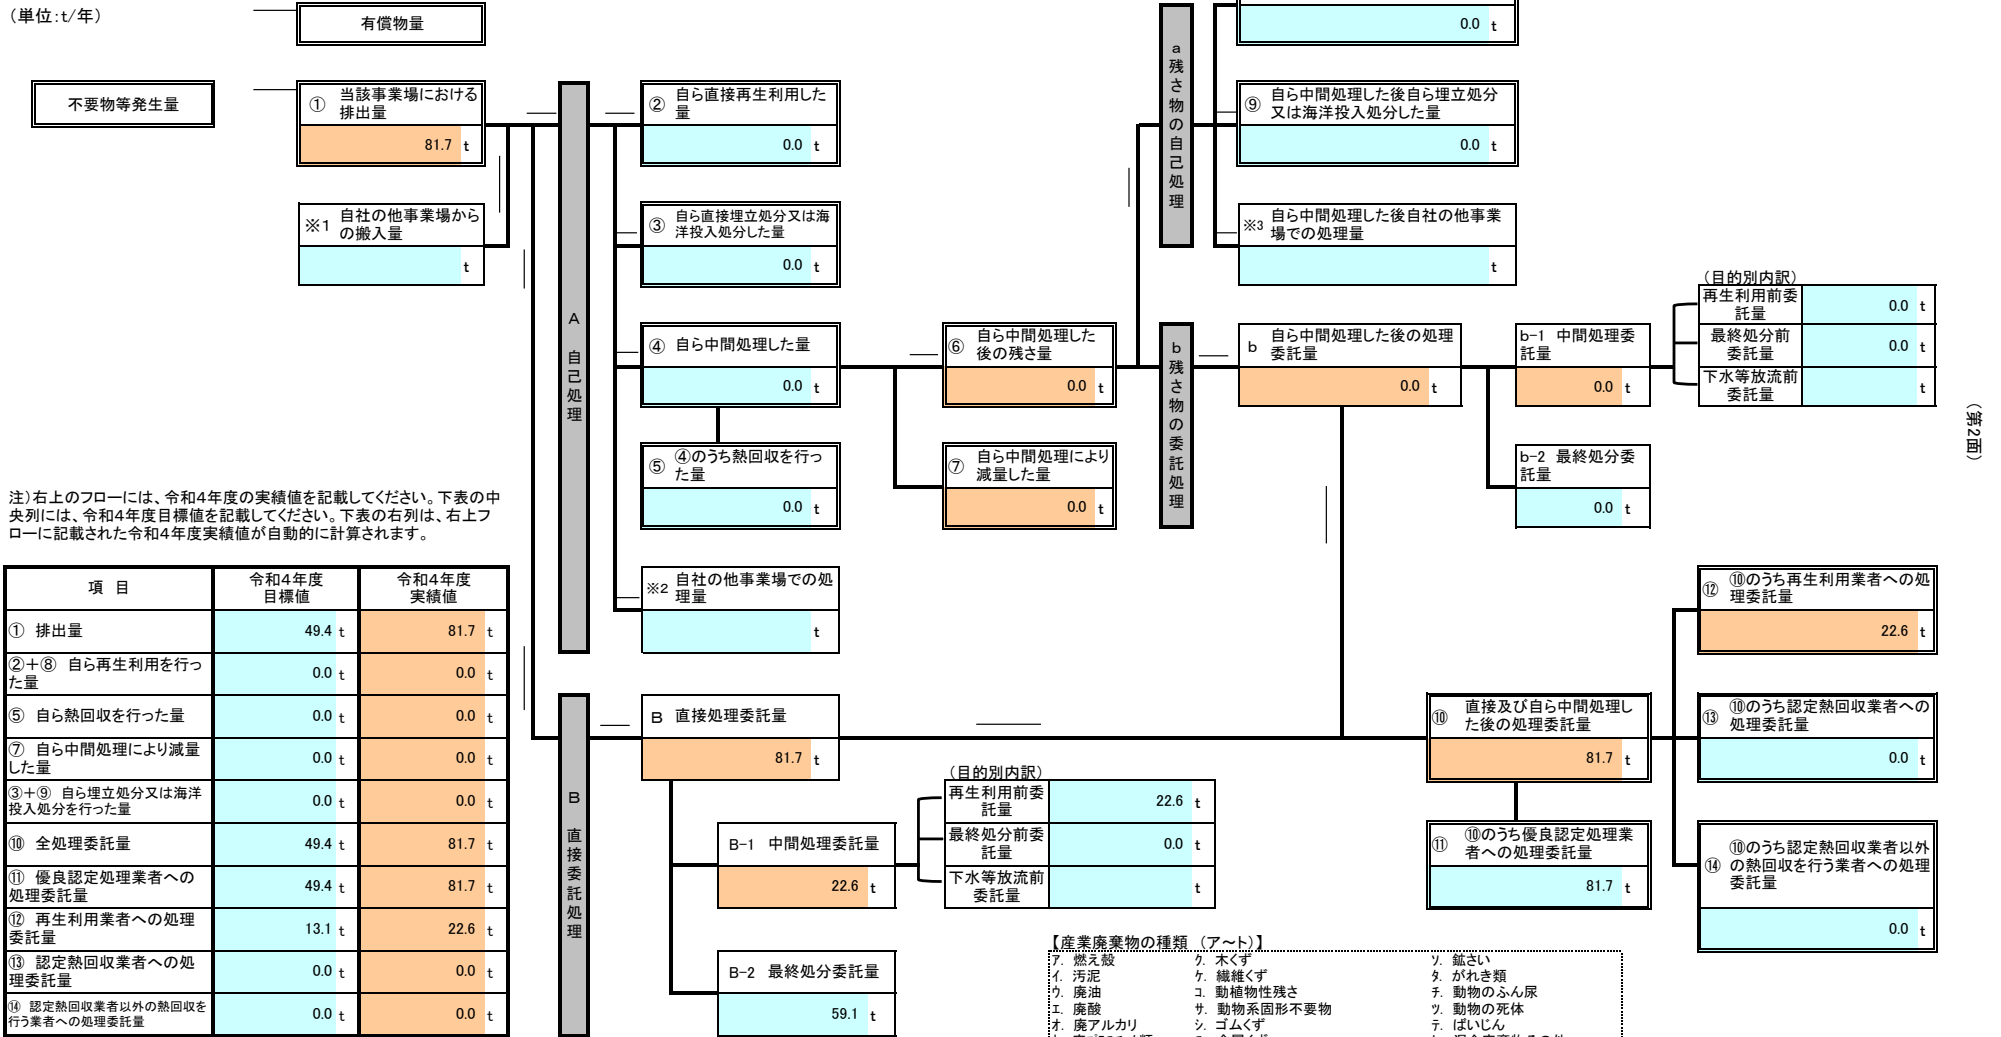 （単位:ｔ/年）
有償物量
0.0 t
不要物等発生量
① 当該事業場における
排出量
81.7 t
※1 自社の他事業場から
の搬入量
t
A 自己処理
② 自ら直接再生利用した
量
0.0 t
③ 自ら直接埋立処分又は海
洋投入処分した量
0.0 t
④ 自ら中間処理した量
0.0 t
⑤ ④のうち熱回収を行っ
た量
0.0 t
※2 自社の他事業場での処
理量
t
⑥ 自ら中間処理した
後の残さ量
0.0 t
⑦ 自ら中間処理により
減量した量
0.0 t
a 残さ物の自己処理
⑨ 自ら中間処理した後自ら埋立処分
又は海洋投入処分した量
0.0 t
※3 自ら中間処理した後自社の他事業
場での処理量
t
b 残さ物の委託処理
b 自ら中間処理した後の処理
委託量
0.0 t
b-1 中間処理委
託量
0.0 t
b-2 最終処分委
託量
0.0 t
（目的別内訳）
再生利用前委
託量
0.0 t
最終処分前
委託量
0.0 t
下水等放流前
委託量
t
（第2面）
注）右上のフローには、令和4年度の実績値を記載してください。下表の中
央列には、令和4年度目標値を記載してください。下表の右列は、右上フ
ローに記載された令和4年度実績値が自動的に計算されます。
項 目 令和4年度
目標値 令和4年度
実績値
① 排出量 49.4 t 81.7 t
②＋⑧ 自ら再生利用を行っ
た量 0.0 t 0.0 t
⑤ 自ら熱回収を行った量 0.0 t 0.0 t
⑦ 自ら中間処理により減量
した量 0.0 t 0.0 t
③＋⑨ 自ら埋立処分又は海洋
投入処分を行った量 0.0 t 0.0 t
⑩ 全処理委託量 49.4 t 81.7 t
⑪ 優良認定処理業者への
処理委託量 49.4 t 81.7 t
⑫ 再生利用業者への処理
委託量 13.1 t 22.6 t
⑬ 認定熱回収業者への処
理委託量 0.0 t 0.0 t
⑭ 認定熱回収業者以外の熱回収を
行う業者への処理委託量 0.0 t 0.0 t
B 直接委託処理
B 直接処理委託量
81.7 t
B-1 中間処理委託量
22.6 t
B-2 最終処分委託量
59.1 t
（目的別内訳）
再生利用前委
託量
22.6 t
最終処分前委
託量
0.0 t
下水等放流前
委託量
t
⑩ 直接及び自ら中間処理し
た後の処理委託量
81.7 t
⑪ ⑩のうち優良認定処理業
者への処理委託量
81.7 t
⑫ ⑩のうち再生利用業者への処
理委託量
22.6 t
⑬ ⑩のうち認定熱回収業者への
処理委託量
0.0 t
⑭ ⑩のうち認定熱回収業者以外
の熱回収を行う業者への処理
委託量
0.0 t
【産業廃棄物の種類 （ア～ト）】
ア. 燃え殻 ク. 木くず ソ. 鉱さい
イ. 汚泥 ケ. 繊維くず タ. がれき類
ウ. 廃油 コ. 動植物性残さ チ. 動物のふん尿
エ. 廃酸 サ. 動物系固形不要物 ツ. 動物の死体
オ. 廃アルカリ シ. ゴムくず テ. ばいじん